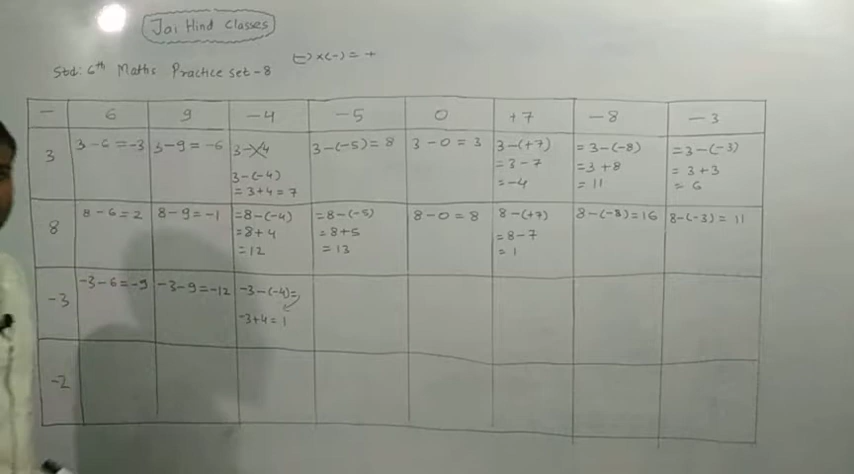 Jai Hind Classes
Std: 6th Maths Practice set-8 (-)×(-) = +
- 6 9 -4 -5 0 +7 -8 -3
3 3-6=-3 3-9=-6 3-4 3-(-5)=8 3-0=3 3-(+7) =3-(-8) =3-(-3)
3-(-4) =3-7 =3+8 =3+3
=3+4=7 =-4 =11 =6
8 8-6=2 8-9=-1 =8-(-4) =8-(-5) 8-0=8 8-(+7) 8-(-8)=16 8-(-3)=11
=8+4 =8+5 =8-7
=12 =13 =1
-3 -3-6=-9 -3-9=-12 -3-(-4)=
-3+4=1
-2